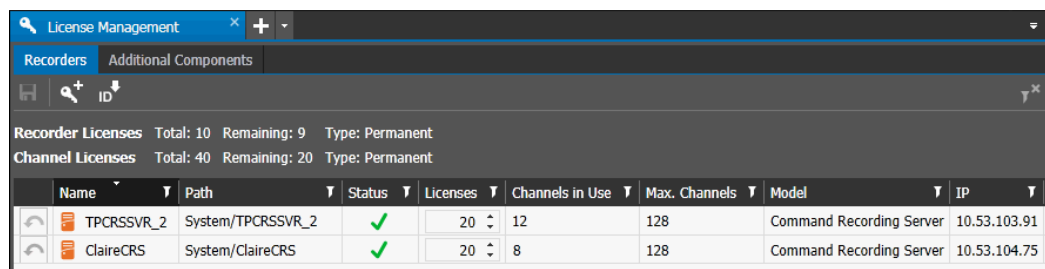 License Management
Recorders Additional Components
ID
Recorder Licenses Total: 10 Remaining: 9 Type: Permanent
Channel Licenses Total: 40 Remaining: 20 Type: Permanent
Name Path Status Licenses Channels in Use Max. Channels Model IP
TPCRSSVR_2 System/TPCRSSVR_2 20 12 128 Command Recording Server 10.53.103.91
ClaireCRS System/ClaireCRS 20 8 128 Command Recording Server 10.53.104.75